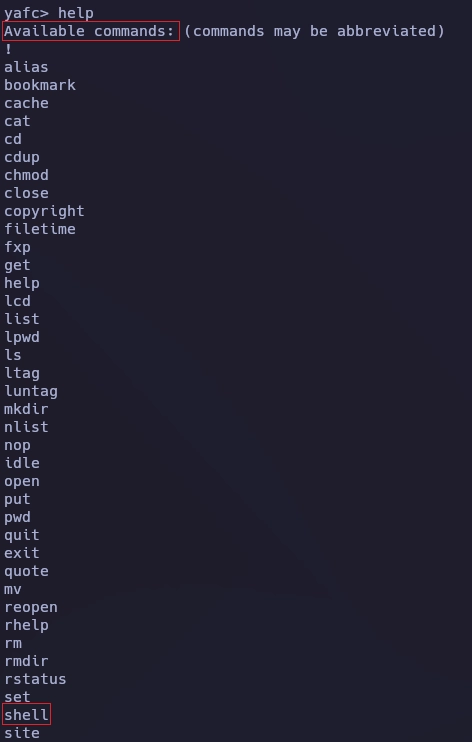 yafc> help
Available commands: (commands may be abbreviated)
!
alias
bookmark
cache
cat
cd
cdup
chmod
close
copyright
filetime
fxp
get
help
lcd
list
lpwd
ls
ltag
luntag
mkdir
nlist
nop
idle
open
put
pwd
quit
exit
quote
mv
reopen
rhelp
rm
rmdir
rstatus
set
shell
site